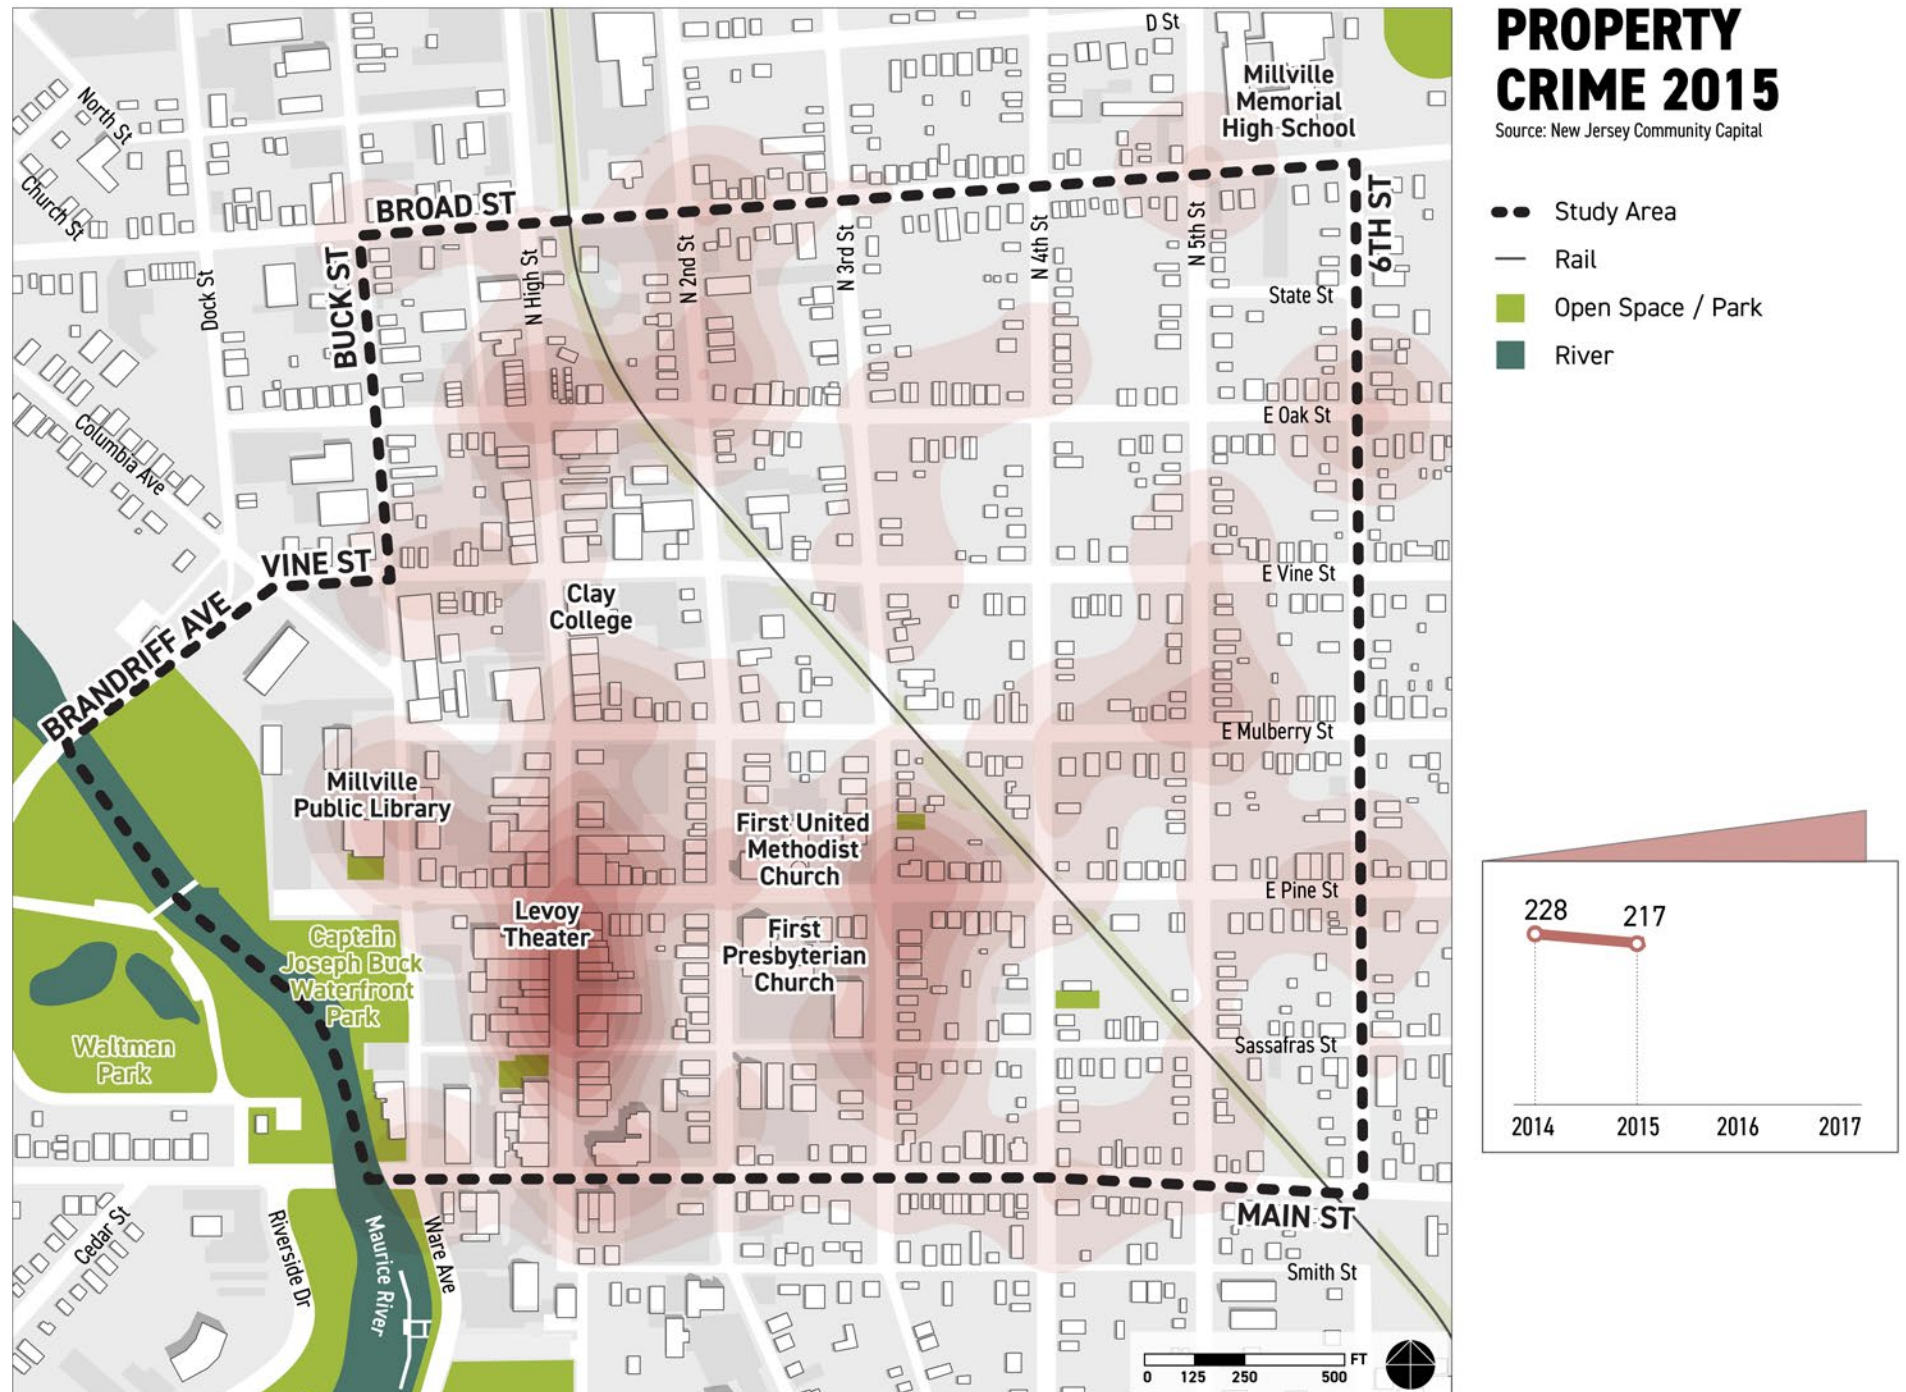 PROPERTY
CRIME 2015
Source: New Jersey Community Capital
Study Area
Rail
Open Space / Park
River
D St
Millville
Memorial
High School
North St
Church St
BROAD ST
6TH ST
BUCK ST
Dock St
N High St
N 2nd St
N 3rd St
N 4th St
N 5th St
State St
E Oak St
Columbia Ave
VINE ST
E Vine St
Clay
College
BRANDRIFF AVE
E Mulberry St
Millville
Public Library
First United
Methodist
Church
E Pine St
Levoy
Theater
First
Presbyterian
Church
Captain
Joseph Buck
Waterfront
Park
Waltman
Park
Sassafras St
MAIN ST
Cedar St
Riverside Dr
Maurice River
Ware Ave
Smith St
0 125 250 500 FT
228
217
2014 2015 2016 2017